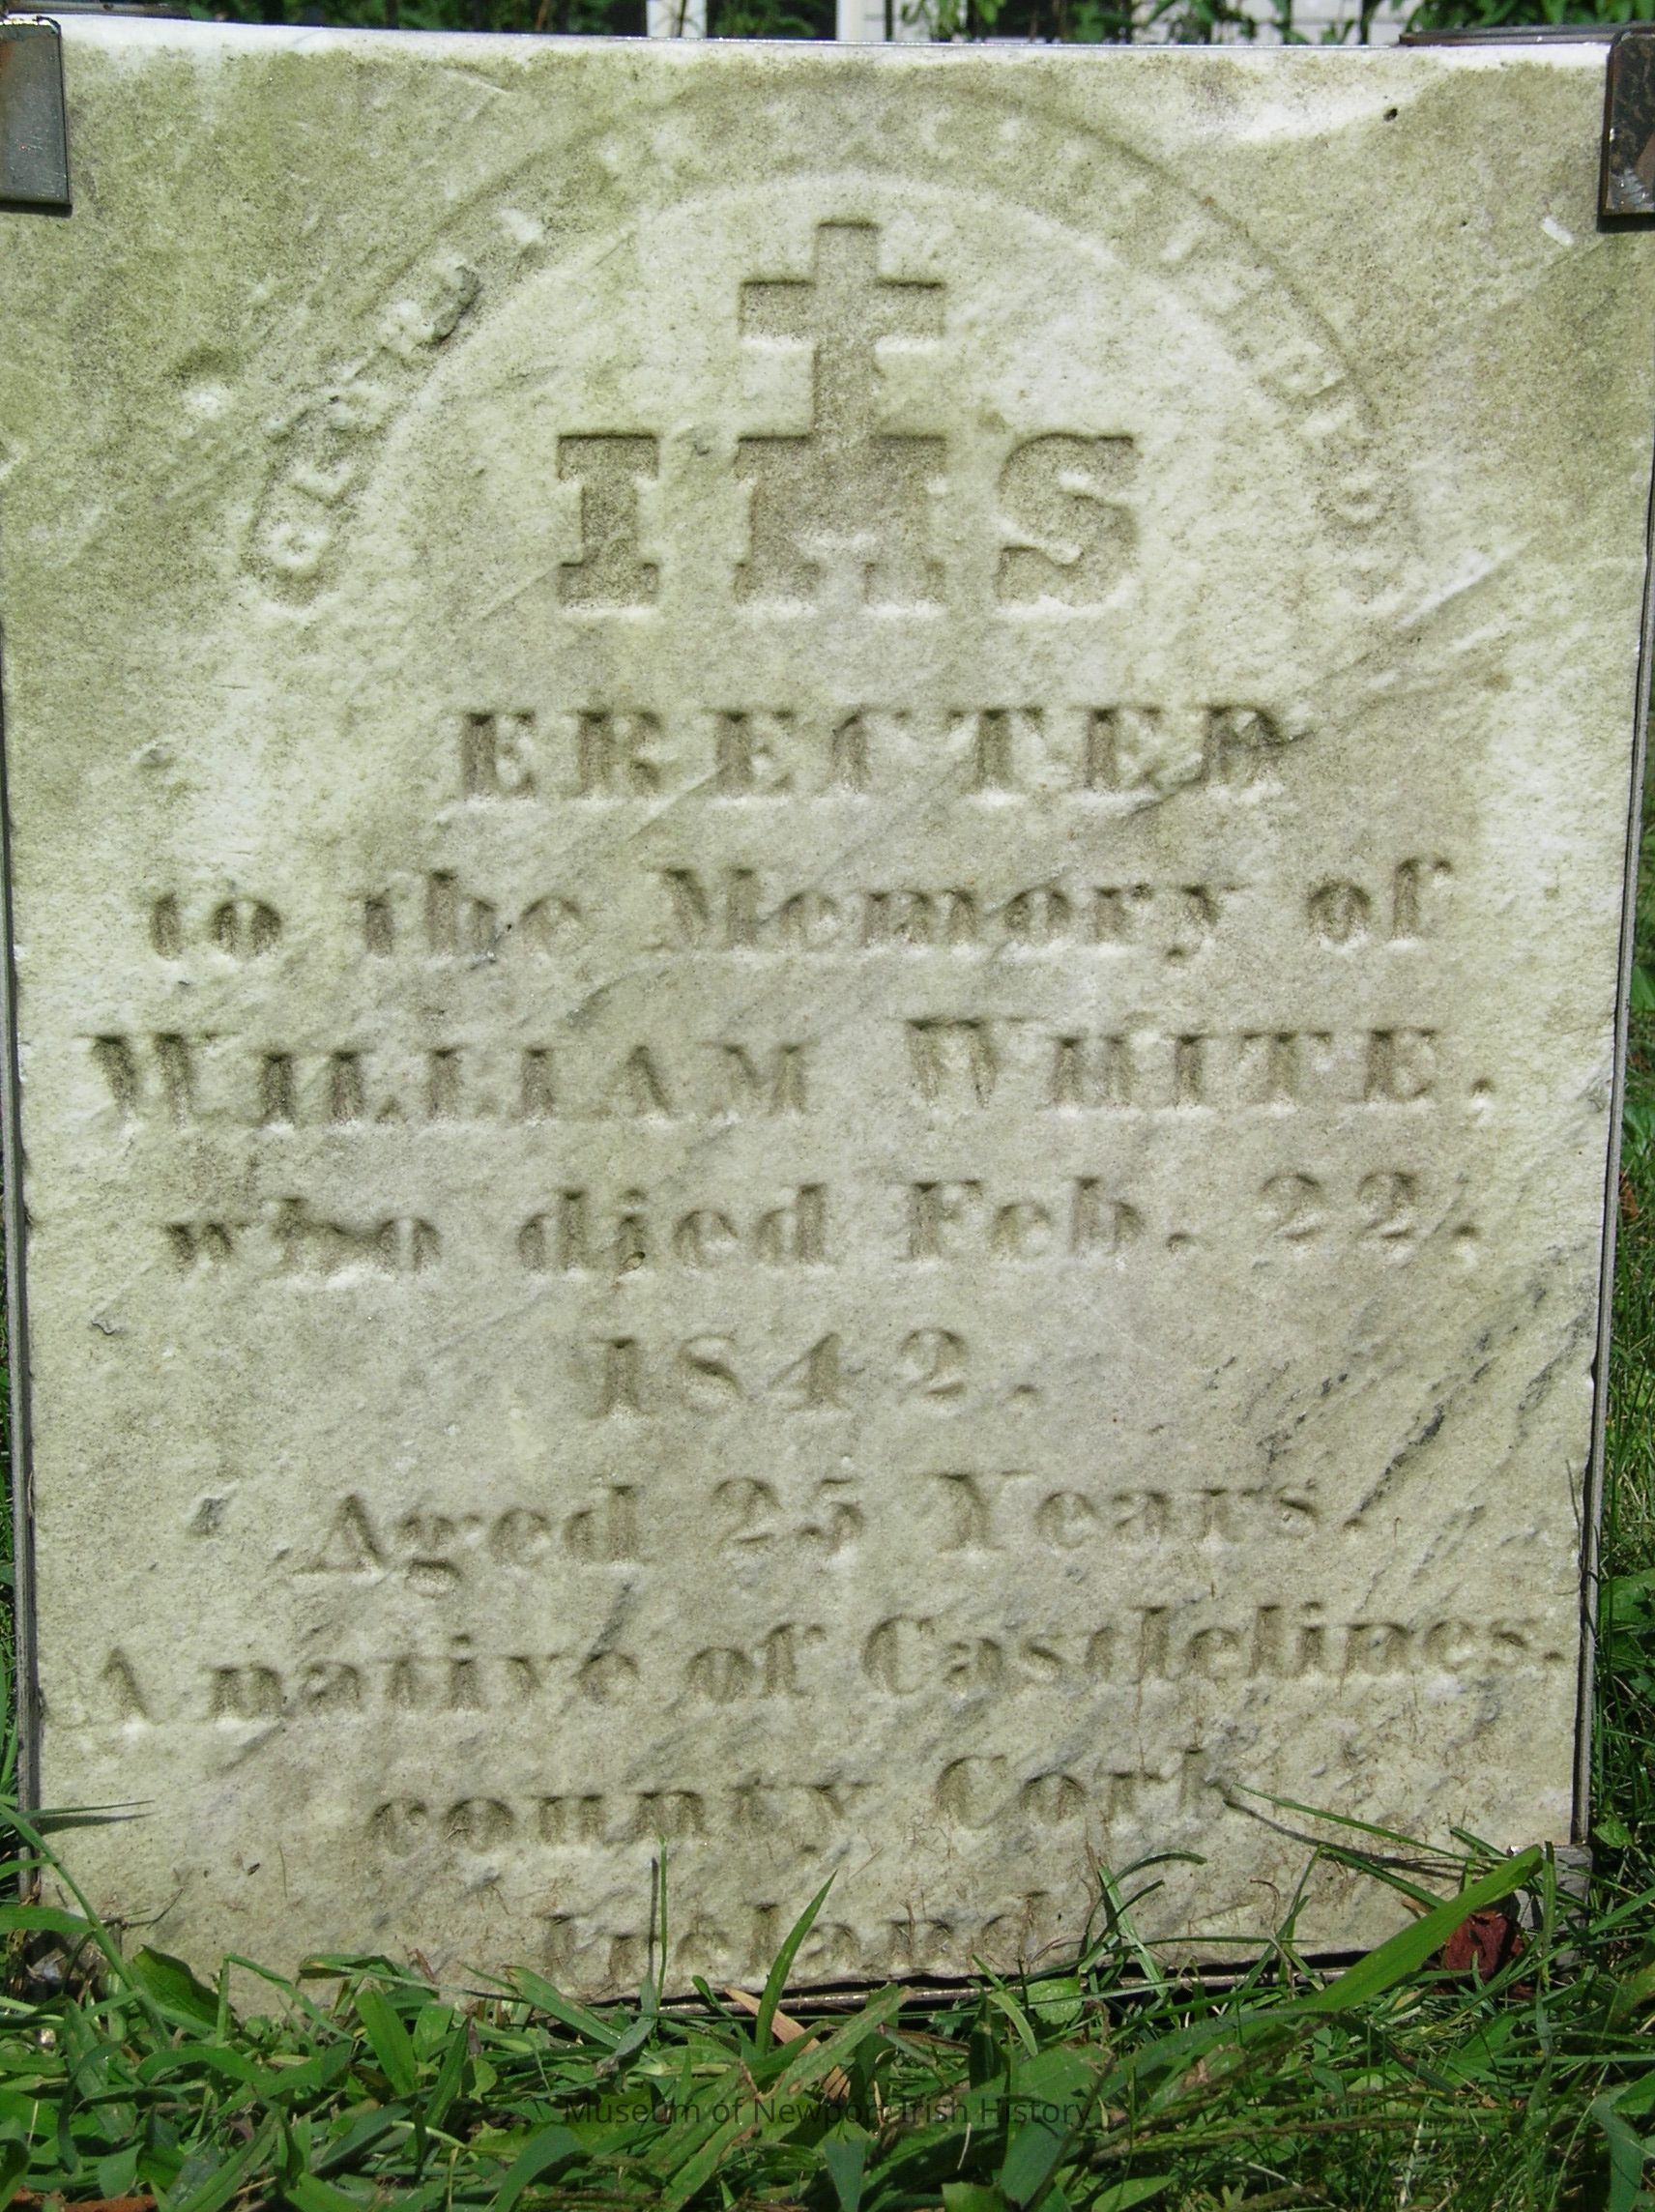 IHS
ERECTED
to the Memory of
WILLIAM WHITE.
who died Feb. 22.
1842.
Aged 25 Years.
A native of Castlelines.
county Cork
Ireland
Museum of Newport Irish History